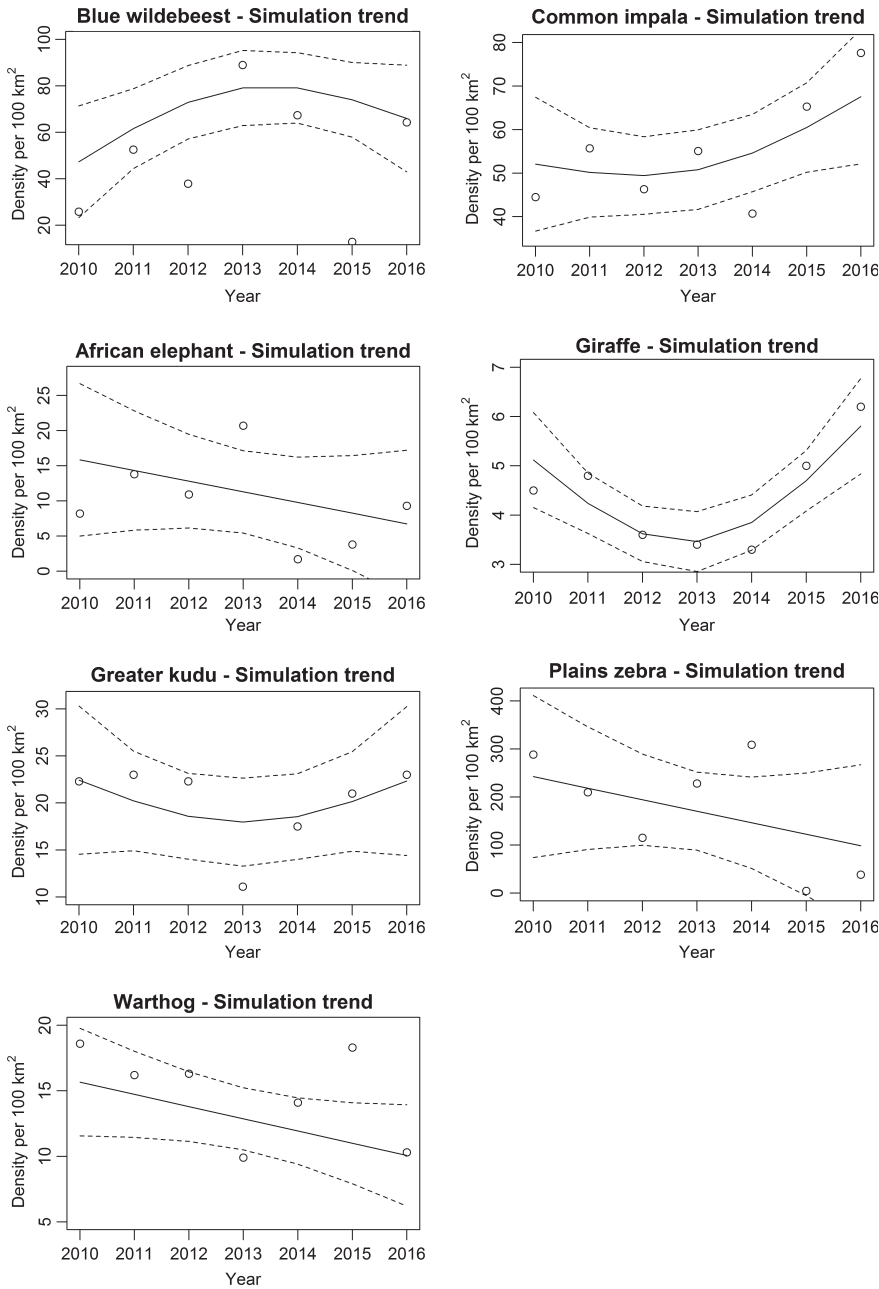 Blue wildebeest - Simulation trend
Density per 100 km²
100
80
60
40
20
2010 2011 2012 2013 2014 2015 2016
Year
Common impala - Simulation trend
Density per 100 km²
80
70
60
50
40
2010 2011 2012 2013 2014 2015 2016
Year
African elephant - Simulation trend
Density per 100 km²
25
20
15
10
5
0
2010 2011 2012 2013 2014 2015 2016
Year
Giraffe - Simulation trend
Density per 100 km²
7
6
5
4
3
2010 2011 2012 2013 2014 2015 2016
Year
Greater kudu - Simulation trend
Density per 100 km²
30
25
20
15
10
2010 2011 2012 2013 2014 2015 2016
Year
Plains zebra - Simulation trend
Density per 100 km²
400
300
200
100
0
2010 2011 2012 2013 2014 2015 2016
Year
Warthog - Simulation trend
Density per 100 km²
20
15
10
5
2010 2011 2012 2013 2014 2015 2016
Year